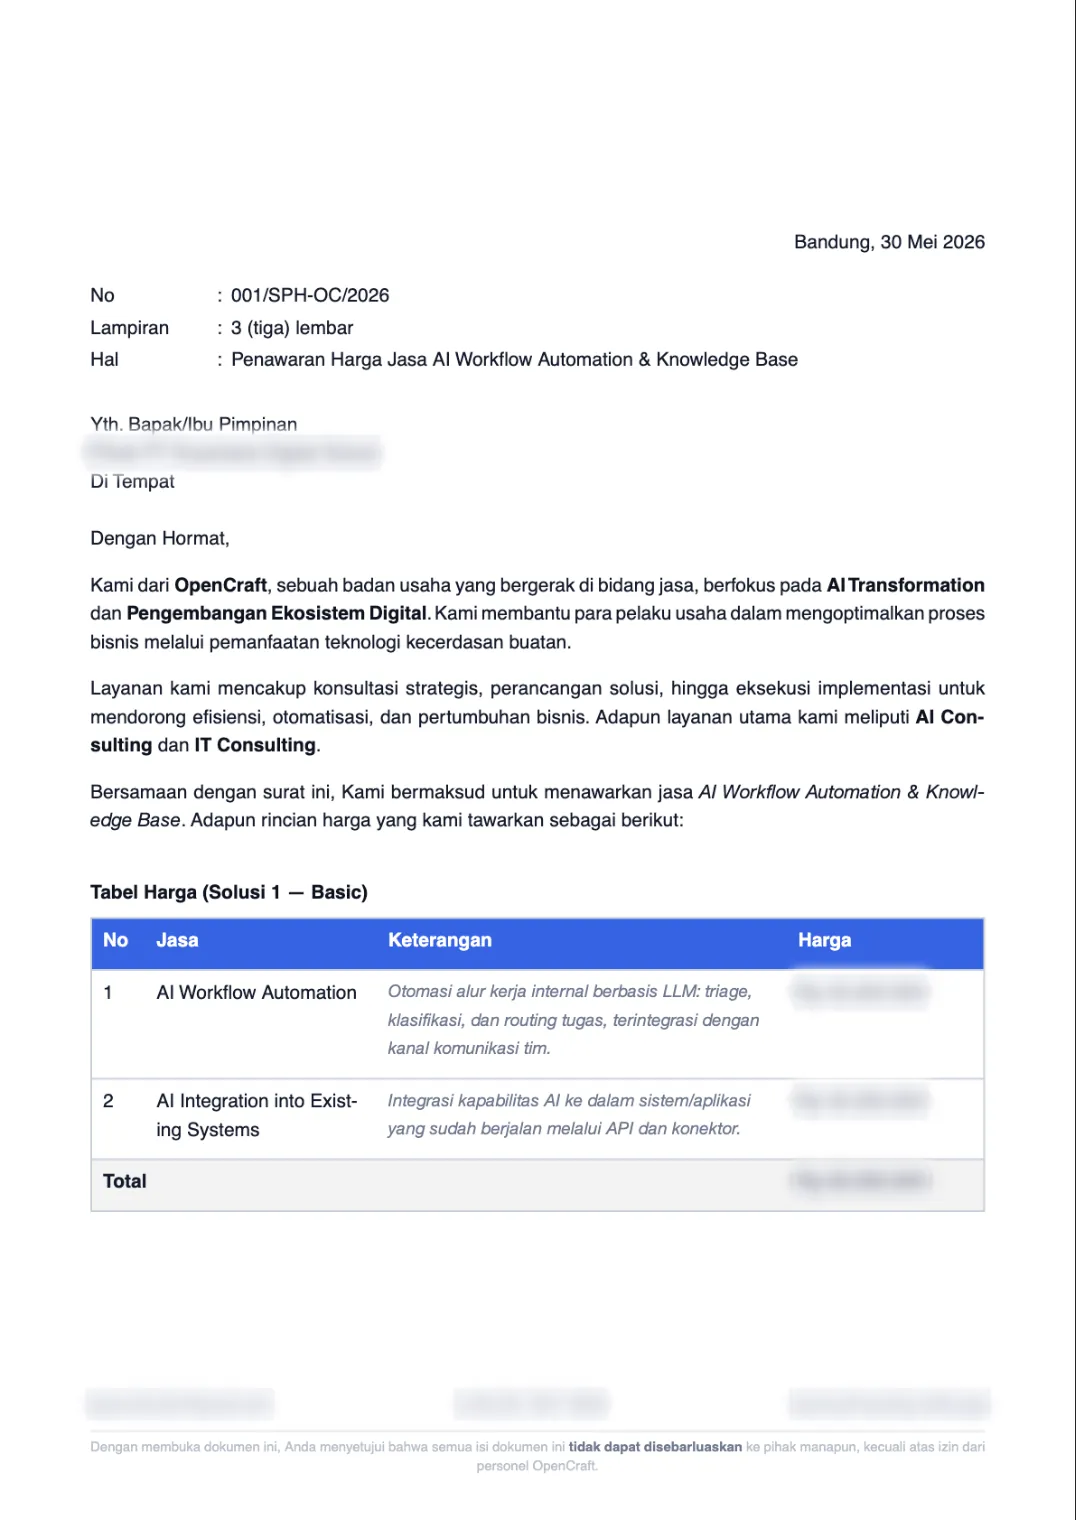 Bandung, 30 Mei 2026
No : 001/SPH-OC/2026
Lampiran : 3 (tiga) lembar
Hal : Penawaran Harga Jasa AI Workflow Automation & Knowledge Base
Yth. Bapak/Ibu Pimpinan
Di Tempat
Dengan Hormat,
Kami dari OpenCraft, sebuah badan usaha yang bergerak di bidang jasa, berfokus pada AI Transformation
dan Pengembangan Ekosistem Digital. Kami membantu para pelaku usaha dalam mengoptimalkan proses
bisnis melalui pemanfaatan teknologi kecerdasan buatan.
Layanan kami mencakup konsultasi strategis, perancangan solusi, hingga eksekusi implementasi untuk
mendorong efisiensi, otomatisasi, dan pertumbuhan bisnis. Adapun layanan utama kami meliputi AI Con-
sulting dan IT Consulting.
Bersamaan dengan surat ini, Kami bermaksud untuk menawarkan jasa AI Workflow Automation & Knowl-
edge Base. Adapun rincian harga yang kami tawarkan sebagai berikut:
Tabel Harga (Solusi 1 — Basic)
No Jasa Keterangan Harga
1 AI Workflow Automation Otomasi alur kerja internal berbasis LLM: triage,
klasifikasi, dan routing tugas, terintegrasi dengan
kanal komunikasi tim.
2 AI Integration into Exist- Integrasi kapabilitas AI ke dalam sistem/aplikasi
ing Systems yang sudah berjalan melalui API dan konektor.
Total
Dengan membuka dokumen ini, Anda menyetujui bahwa semua isi dokumen ini tidak dapat disebarluaskan ke pihak manapun, kecuali atas izin dari
personel OpenCraft.